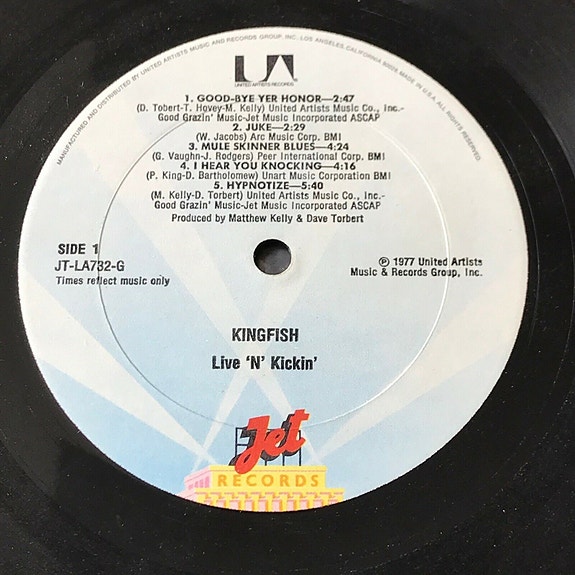 MANUFACTURED AND DISTRIBUTED BY UNITED ARTISTS MUSIC AND RECORDS GROUP, INC. LOS ANGELES, CALIFORNIA 90028 MADE IN U.S.A. ALL RIGHTS RESERVED.
UA
UNITED ARTISTS RECORDS
1. GOOD-BYE YER HONOR—2:47
(D. Tobert-T. Hovey-M. Kelly) United Artists Music Co., Inc.-
Good Grazin' Music-Jet Music Incorporated ASCAP
2. JUKE—2:29
(W. Jacobs) Arc Music Corp. BMI
3. MULE SKINNER BLUES—4:24
(G. Vaughn-J. Rodgers) Peer International Corp. BMI
4. I HEAR YOU KNOCKING—4:16
(P. King-D. Bartholomew) Unart Music Corporation BMI
5. HYPNOTIZE—5:40
(M. Kelly-D. Torbert) United Artists Music Co., Inc.-
Good Grazin' Music-Jet Music Incorporated ASCAP
Produced by Matthew Kelly & Dave Torbert
SIDE 1
JT-LA732-G
Times reflect music only
℗ 1977 United Artists
Music & Records Group, Inc.
KINGFISH
Live 'N' Kickin'
Jet
RECORDS